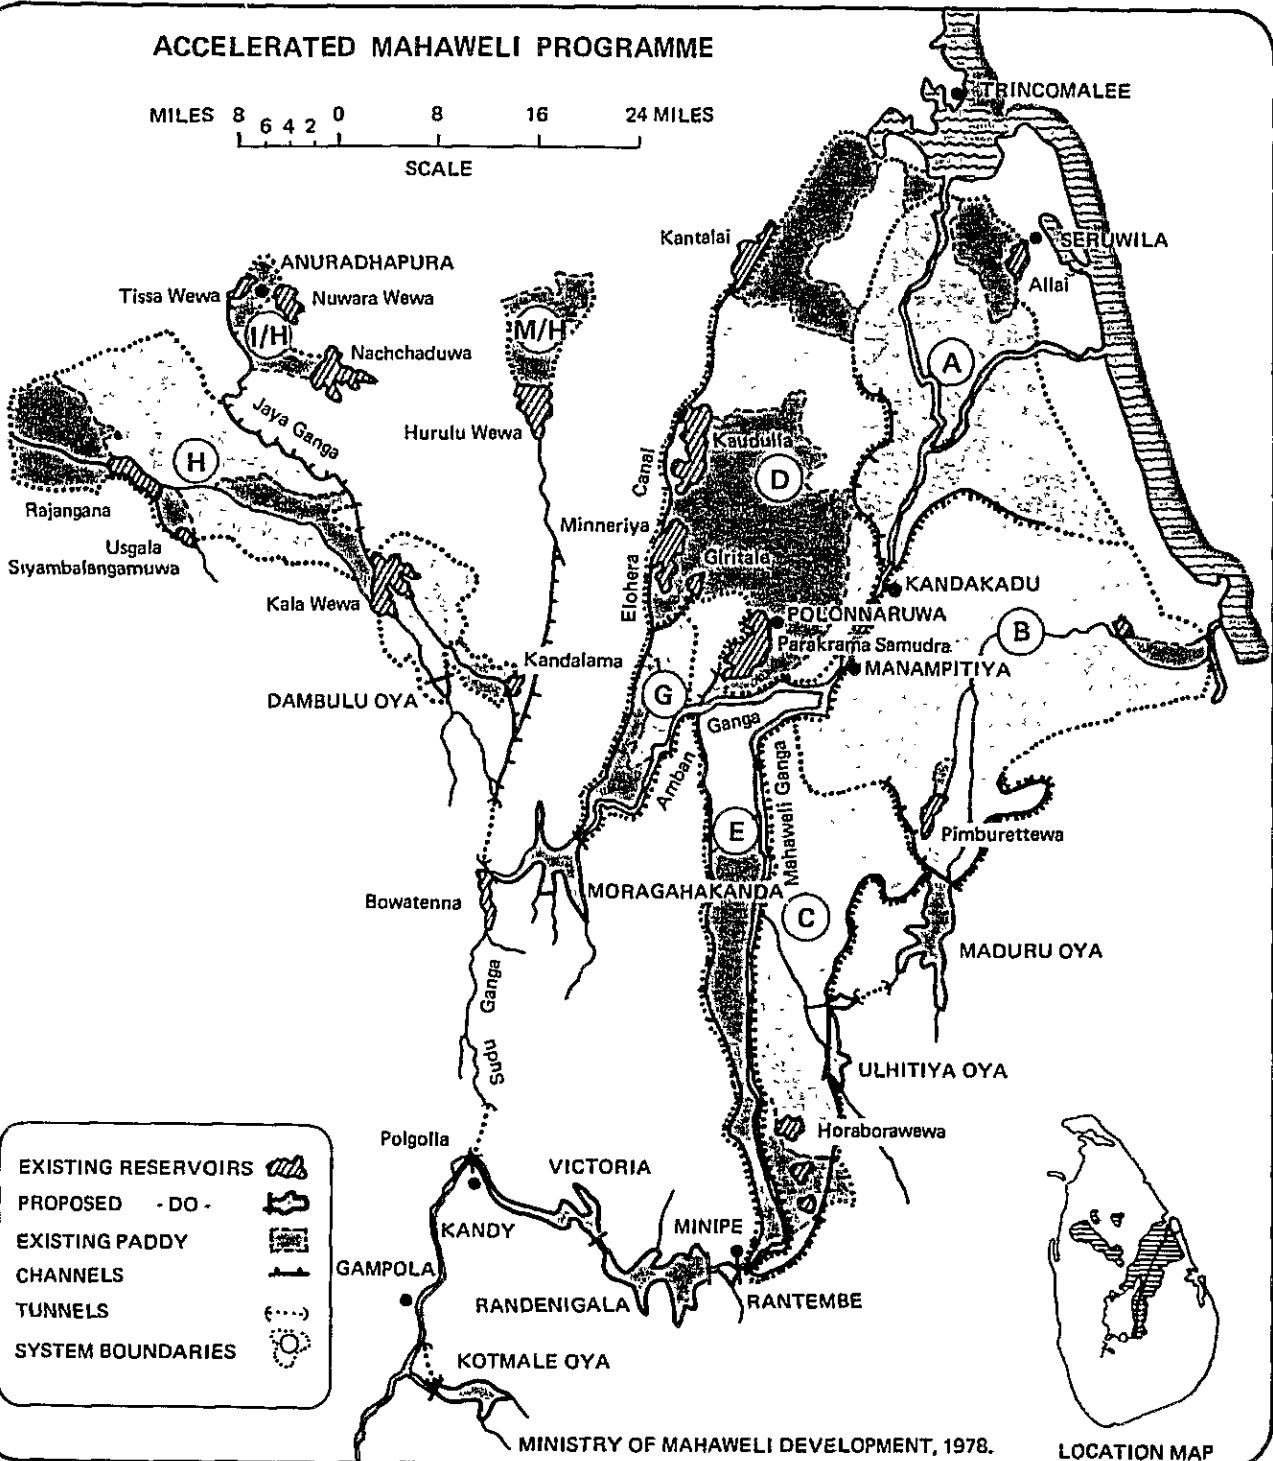 ACCELERATED MAHAWELI PROGRAMME
MILES 8 6 4 2 0 8 16 24 MILES
SCALE
TRINCOMALEE
Kantalai
SERUWILA
Allai
ANURADHAPURA
Tissa Wewa
Nuwara Wewa
I/H
M/H
Nachchaduwa
A
Jaya Ganga
Hurulu Wewa
Kaudulla
H
D
Elohera Canal
Rajangana
Minneriya
Usgala
Siyambalangamuwa
Giritale
Kala Wewa
KANDAKADU
POLONNARUWA
B
Parakrama Samudra
Kandalama
MANAMPITIYA
DAMBULU OYA
G
Amban Ganga
Mahaweli Ganga
E
Pimburettewa
MORAGAHAKANDA
Bowatenna
C
MADURU OYA
Sudu Ganga
ULHITIYA OYA
Horaborawewa
Polgolla
VICTORIA
KANDY
MINIPE
GAMPOLA
RANDENIGALA
RANTEMBE
KOTMALE OYA
EXISTING RESERVOIRS
PROPOSED - DO -
EXISTING PADDY
CHANNELS
TUNNELS
SYSTEM BOUNDARIES
MINISTRY OF MAHAWELI DEVELOPMENT, 1978.
LOCATION MAP